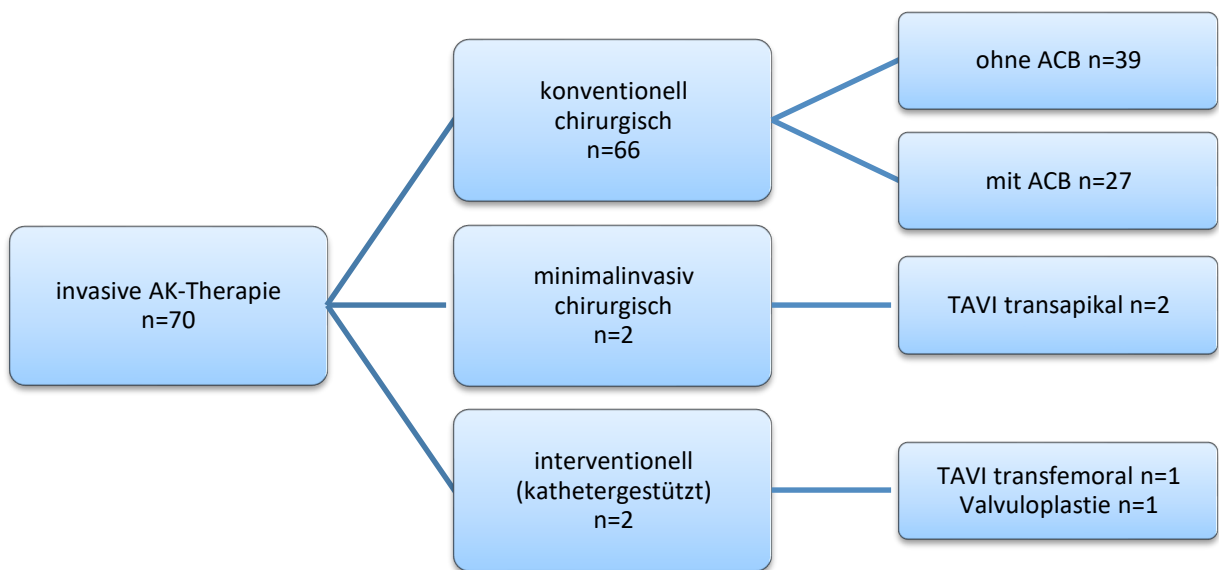 invasive AK-Therapie
n=70
konventionell
chirurgisch
n=66
ohne ACB n=39
mit ACB n=27
minimalinvasiv
chirurgisch
n=2
TAVI transapikal n=2
interventionell
(kathetergestützt)
n=2
TAVI transfemoral n=1
Valvuloplastie n=1